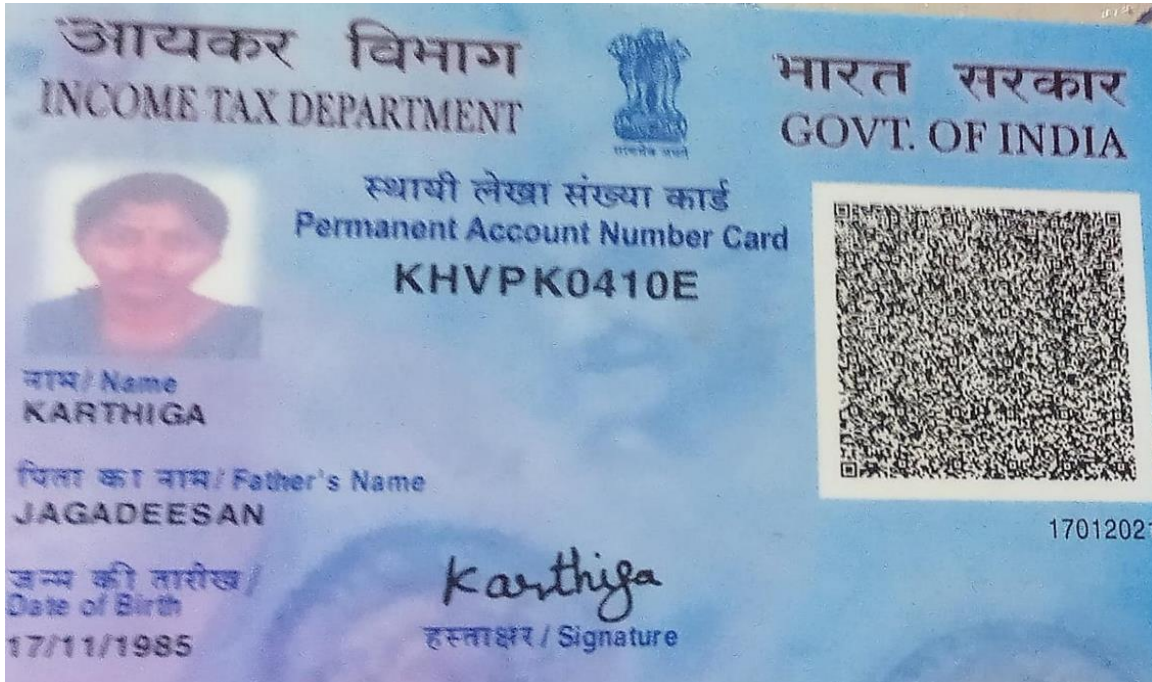 आयकर विभाग
INCOME TAX DEPARTMENT
भारत सरकार
GOVT. OF INDIA
स्थायी लेखा संख्या कार्ड
Permanent Account Number Card
KHVPK0410E
नाम / Name
KARTHIGA
पिता का नाम / Father's Name
JAGADEESAN
17012021
जन्म की तारीख /
Date of Birth
17/11/1985
Karthiga
हस्ताक्षर / Signature